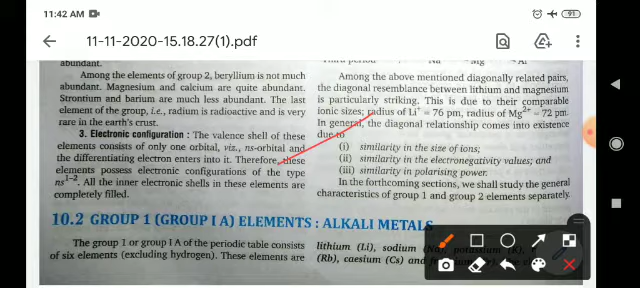 11:42 AM
91
11-11-2020-15.18.27(1).pdf
abundant.
Among the elements of group 2, beryllium is not much
abundant. Magnesium and calcium are quite abundant.
Strontium and barium are much less abundant. The last
element of the group, i.e., radium is radioactive and is very
rare in the earth's crust.
3. Electronic configuration : The valence shell of these
elements consists of only one orbital, viz., ns-orbital and
the differentiating electron enters into it. Therefore, these
elements possess electronic configurations of the type
ns¹⁻². All the inner electronic shells in these elements are
completely filled.
Third period Na Mg Al
Among the above mentioned diagonally related pairs,
the diagonal resemblance between lithium and magnesium
is particularly striking. This is due to their comparable
ionic sizes; radius of Li⁺ = 76 pm, radius of Mg²⁺ = 72 pm.
In general, the diagonal relationship comes into existence
due to
(i) similarity in the size of ions;
(ii) similarity in the electronegativity values; and
(iii) similarity in polarising power.
In the forthcoming sections, we shall study the general
characteristics of group 1 and group 2 elements separately.
10.2 GROUP 1 (GROUP I A) ELEMENTS : ALKALI METALS
The group 1 or group I A of the periodic table consists
of six elements (excluding hydrogen). These elements are
lithium (Li), sodium
(Rb), caesium (Cs) and